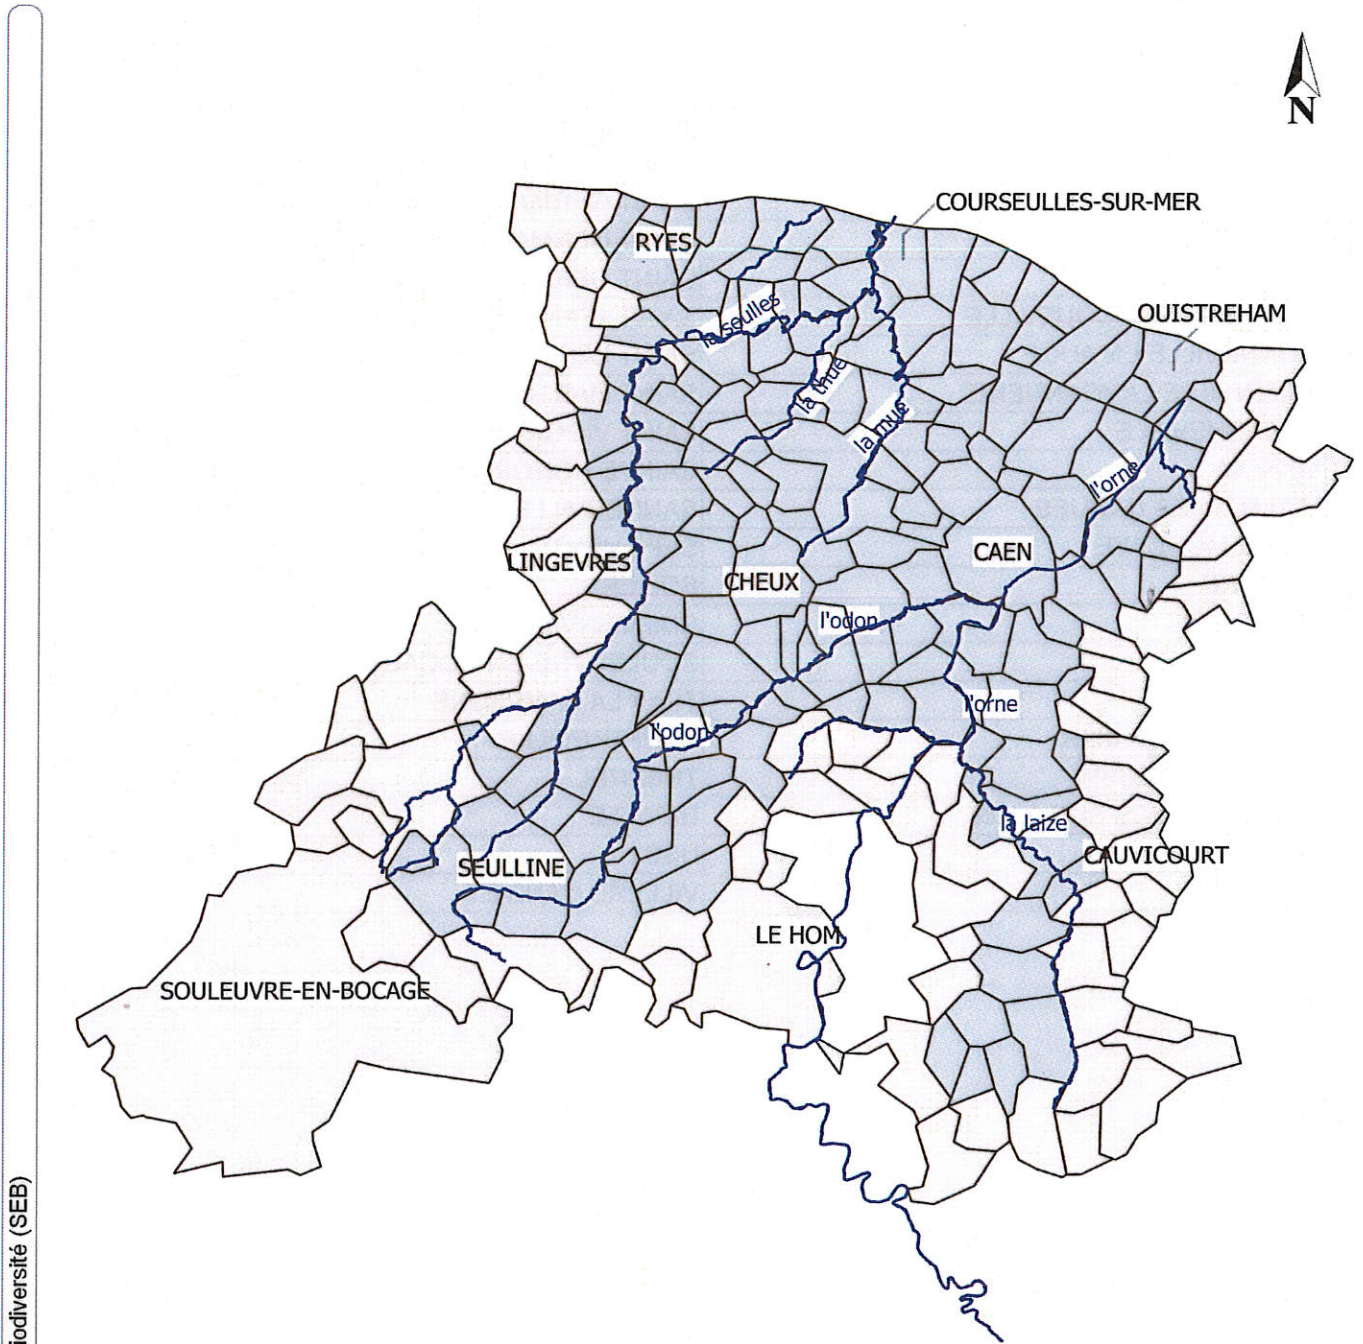 N
COURSEULLES-SUR-MER
RYES
la seulles
OUISTREHAM
la thue
la mue
l'orne
LINGEVRES
CHEUX
CAEN
l'odon
l'orne
l'odon
la laize
CAUVICOURT
SEULLINE
LE HOM
SOULEUVRE-EN-BOCAGE
iodiversité (SEB)